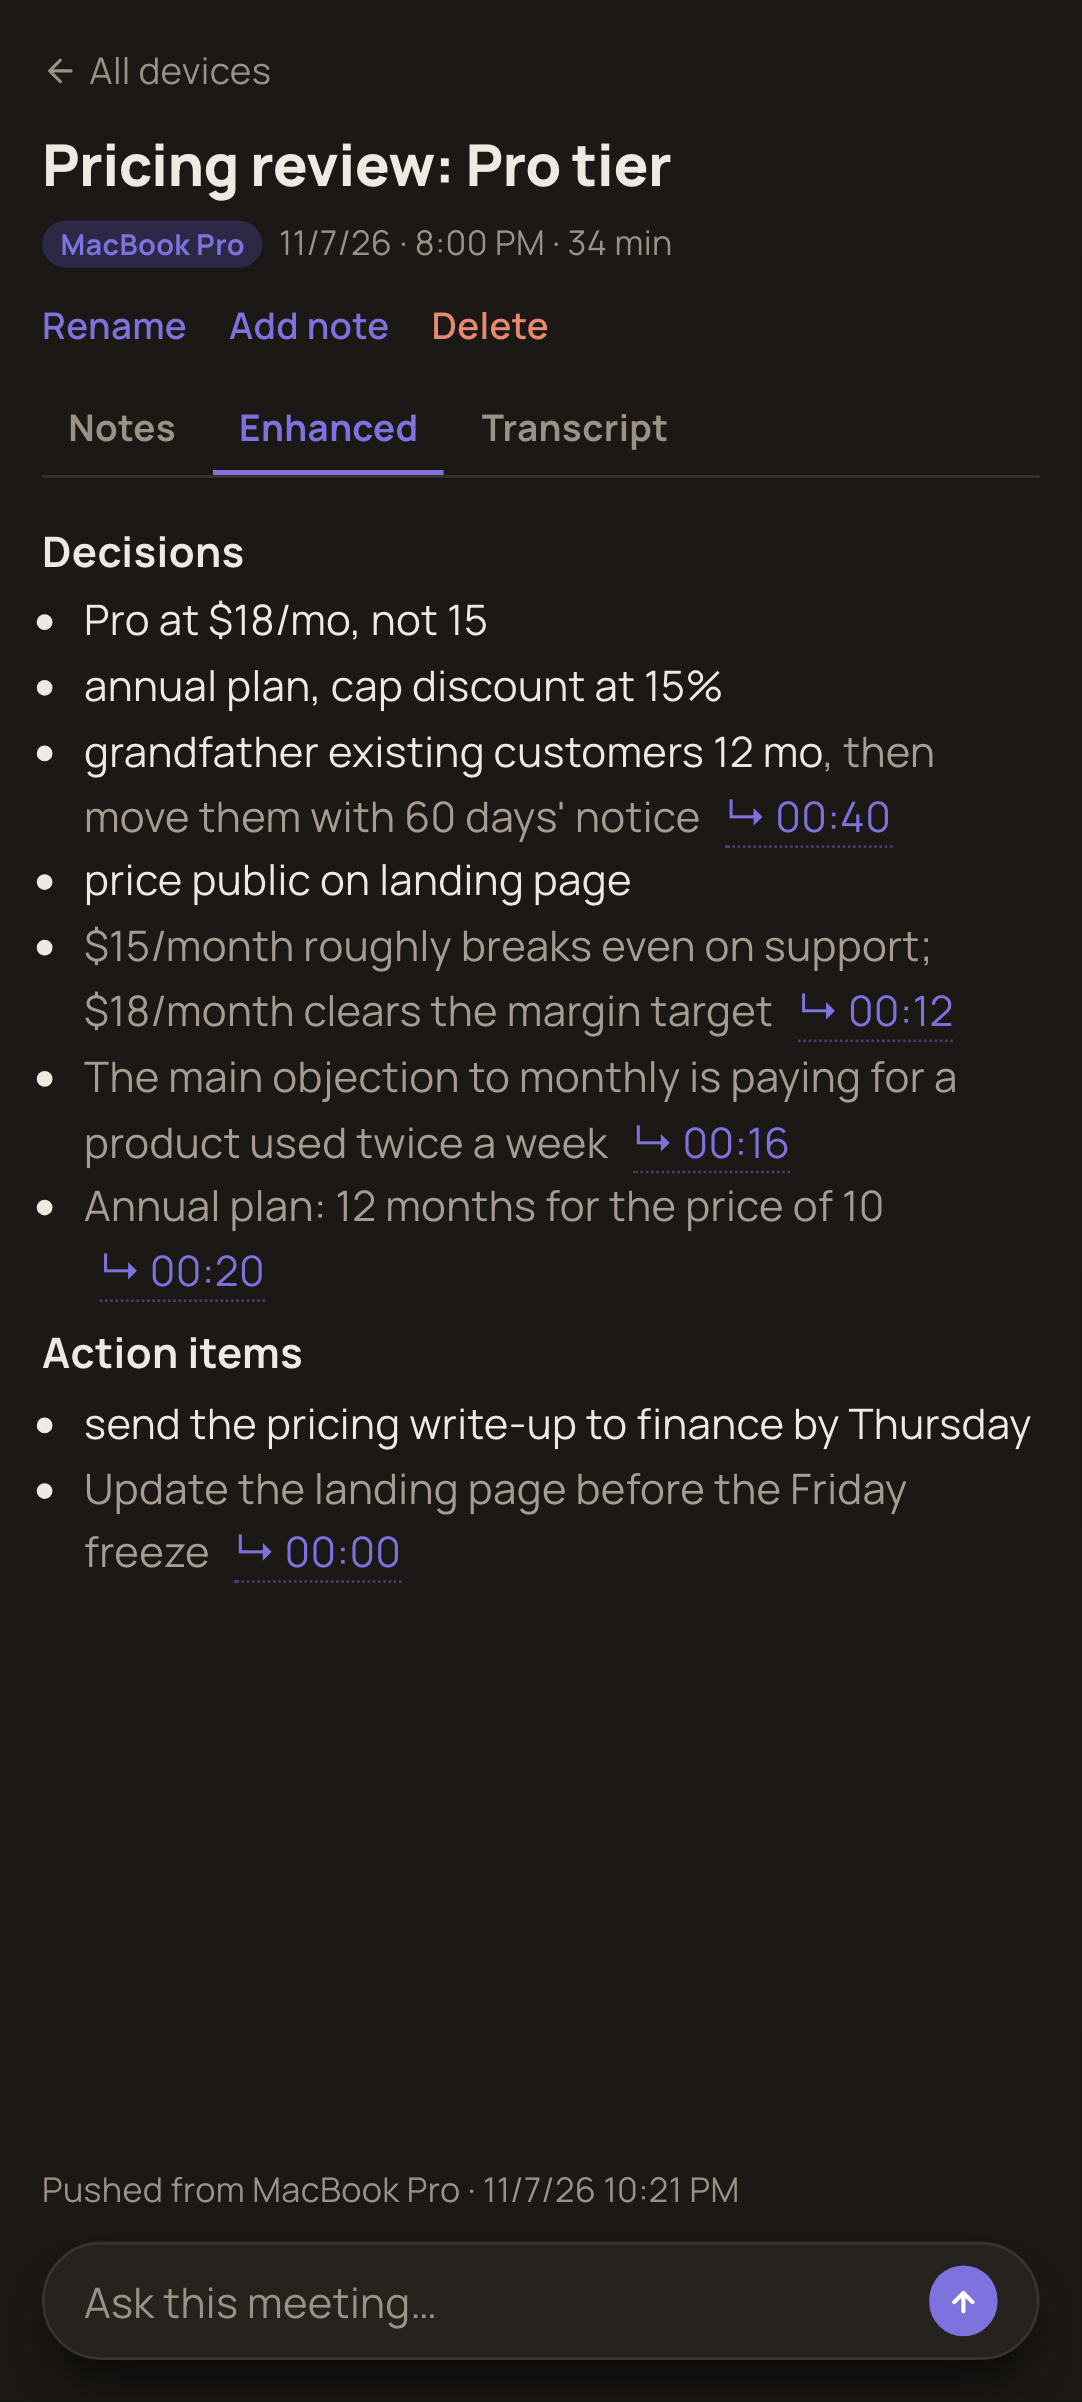 ← All devices
Pricing review: Pro tier
MacBook Pro 11/7/26 · 8:00 PM · 34 min
Rename Add note Delete
Notes Enhanced Transcript
Decisions
• Pro at $18/mo, not 15
• annual plan, cap discount at 15%
• grandfather existing customers 12 mo, then
move them with 60 days' notice ↳ 00:40
• price public on landing page
• $15/month roughly breaks even on support;
$18/month clears the margin target ↳ 00:12
• The main objection to monthly is paying for a
product used twice a week ↳ 00:16
• Annual plan: 12 months for the price of 10
↳ 00:20
Action items
• send the pricing write-up to finance by Thursday
• Update the landing page before the Friday
freeze ↳ 00:00
Pushed from MacBook Pro · 11/7/26 10:21 PM
Ask this meeting…